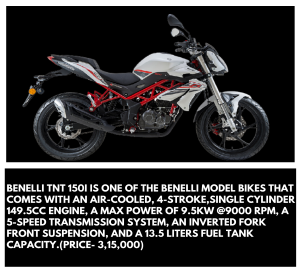 BENELLI TNT 150I IS ONE OF THE BENELLI MODEL BIKES THAT
COMES WITH AN AIR-COOLED, 4-STROKE,SINGLE CYLINDER
149.5CC ENGINE, A MAX POWER OF 9.5KW @9000 RPM, A
5-SPEED TRANSMISSION SYSTEM, AN INVERTED FORK
FRONT SUSPENSION, AND A 13.5 LITERS FUEL TANK
CAPACITY.(PRICE- 3,15,000)